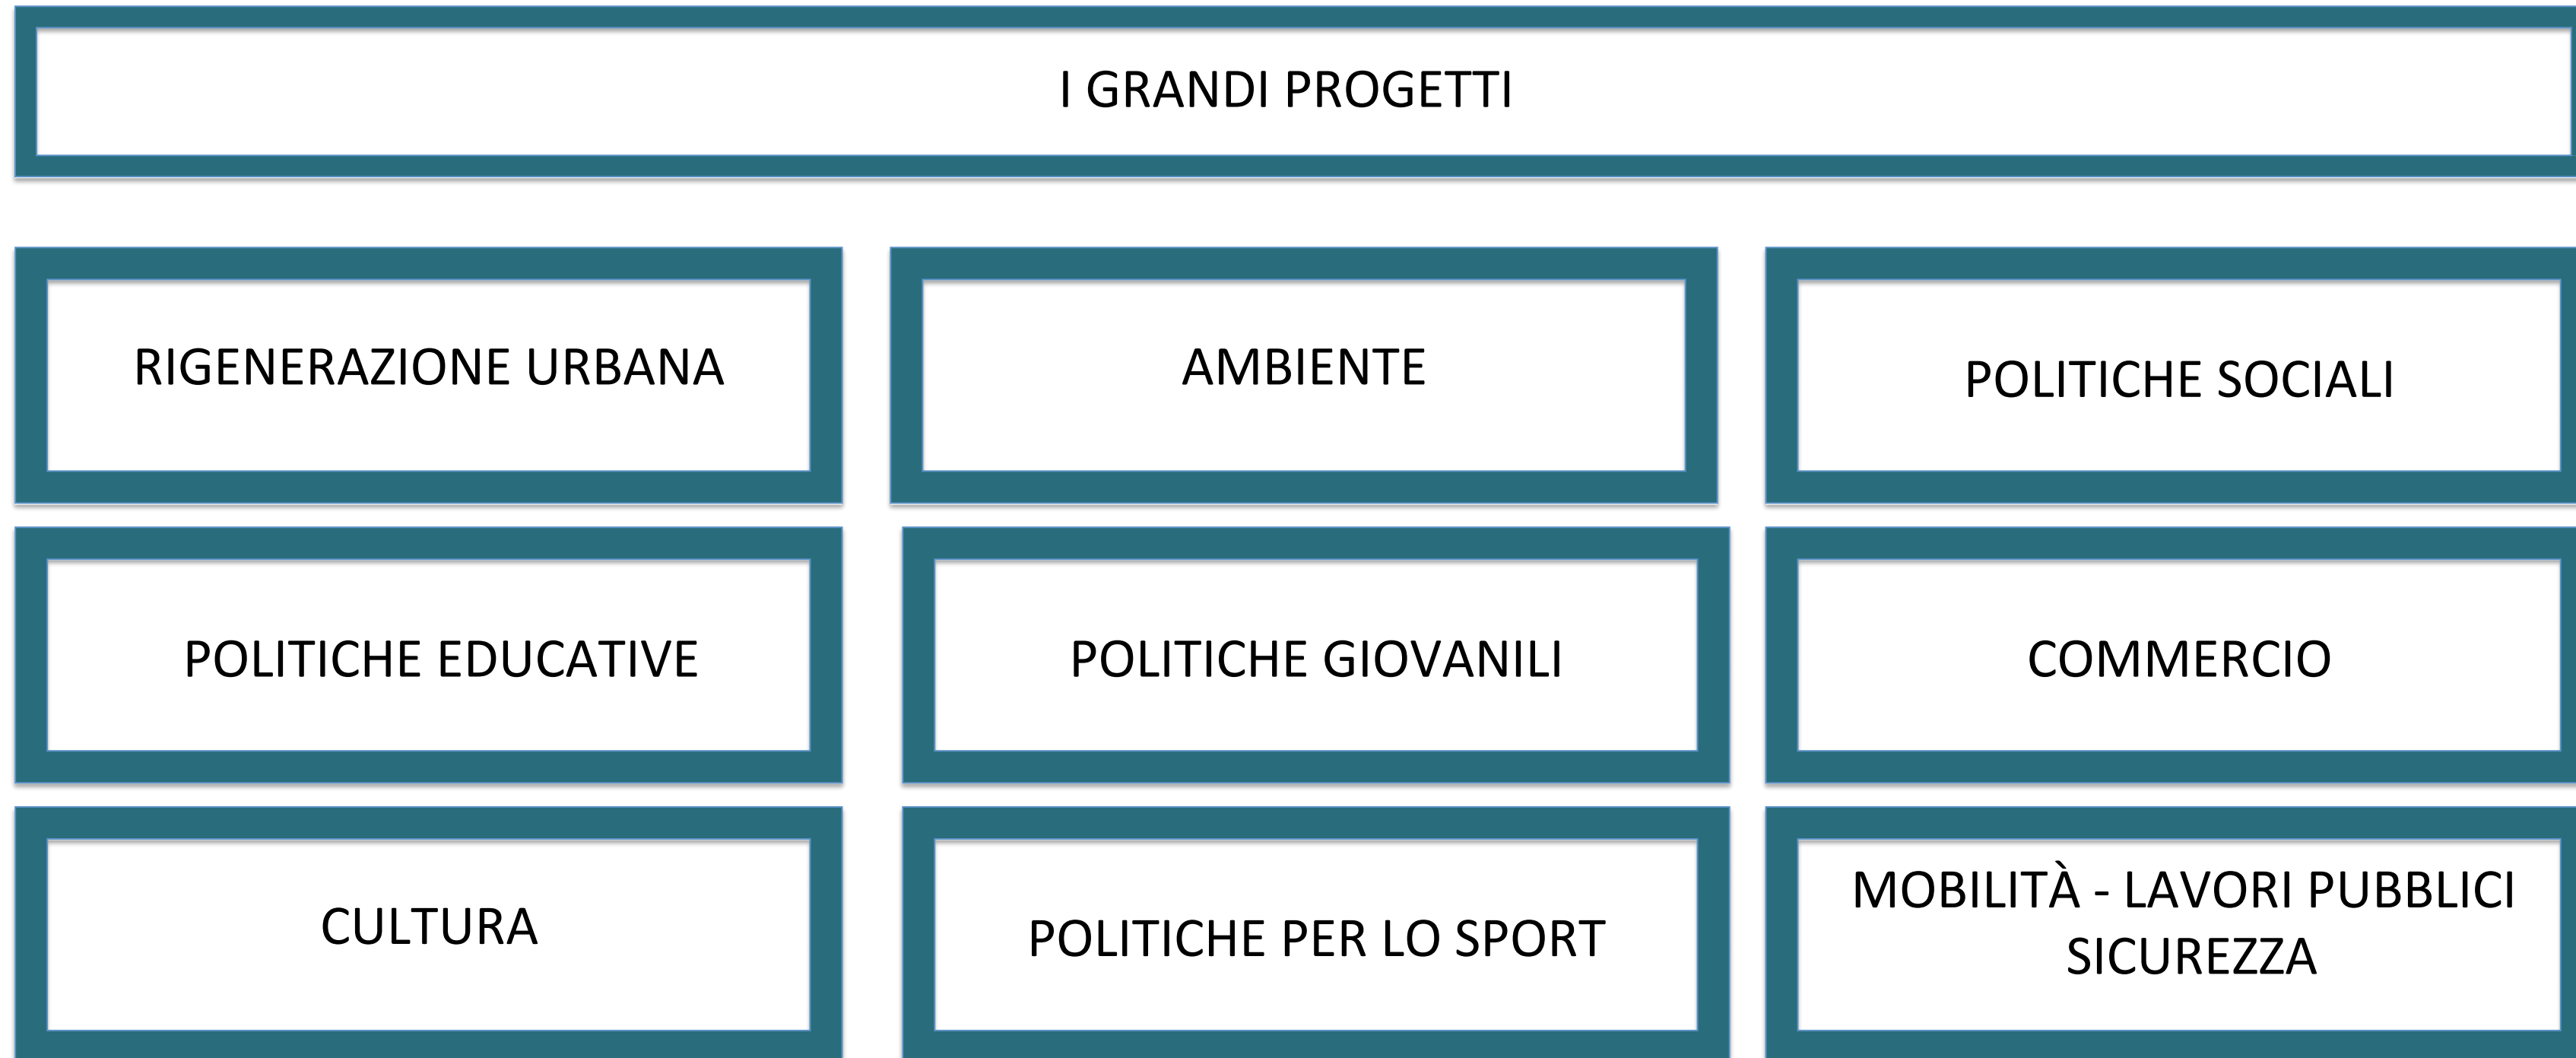 I GRANDI PROGETTI
RIGENERAZIONE URBANA
AMBIENTE
POLITICHE SOCIALI
POLITICHE EDUCATIVE
POLITICHE GIOVANILI
COMMERCIO
CULTURA
POLITICHE PER LO SPORT
MOBILITÀ - LAVORI PUBBLICI
SICUREZZA